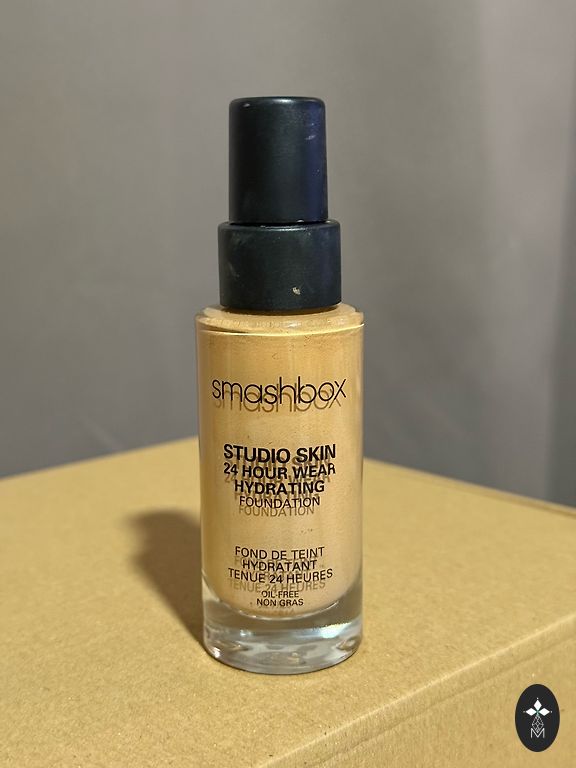 smashbox
STUDIO SKIN
24 HOUR WEAR
HYDRATING
FOUNDATION
FOND DE TEINT
HYDRATANT
TENUE 24 HEURES
OIL-FREE
NON GRAS
M